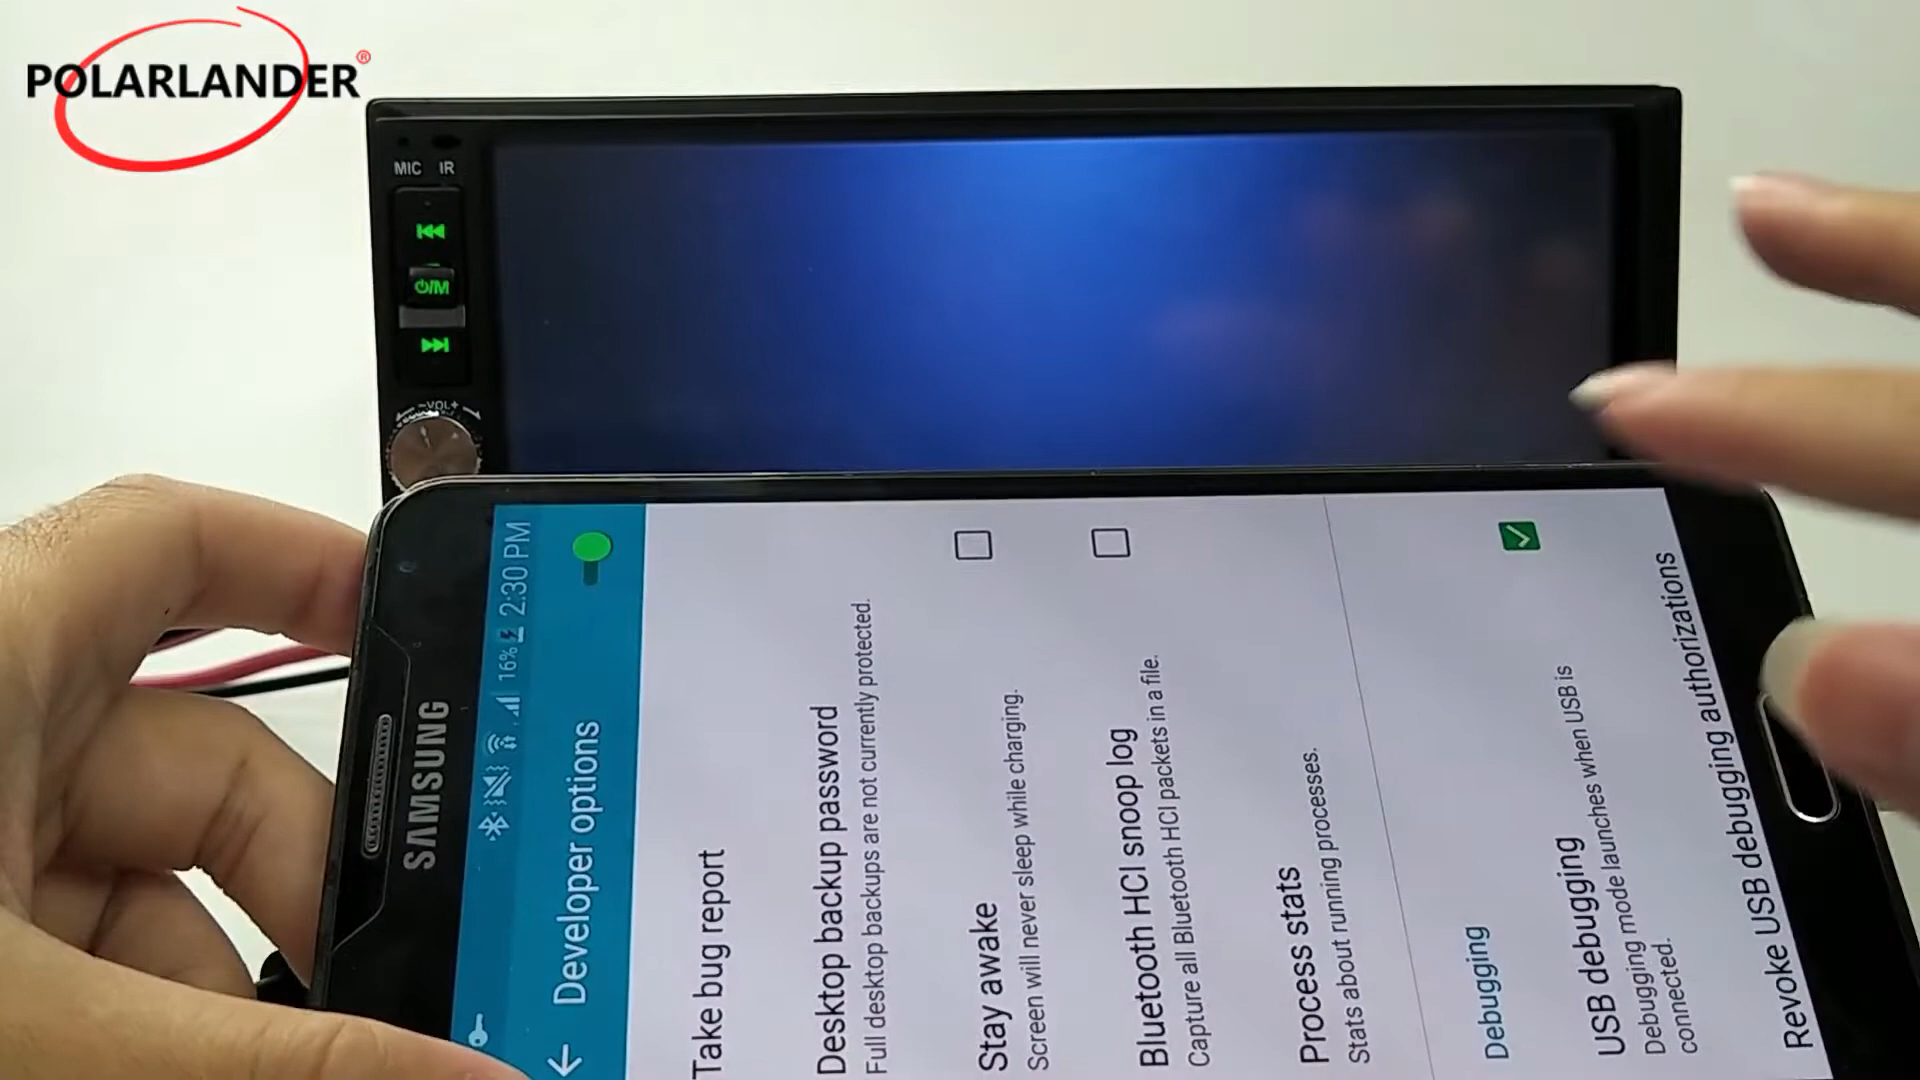 POLARLANDER®
MIC IR
⏻/M
-VOL+
SAMSUNG
16% 2:30 PM
Developer options
Take bug report
Desktop backup password
Full desktop backups are not currently protected.
Stay awake
Screen will never sleep while charging.
Bluetooth HCI snoop log
Capture all Bluetooth HCI packets in a file.
Process stats
Stats about running processes.
Debugging
USB debugging
Debugging mode launches when USB is
connected.
Revoke USB debugging authorizations